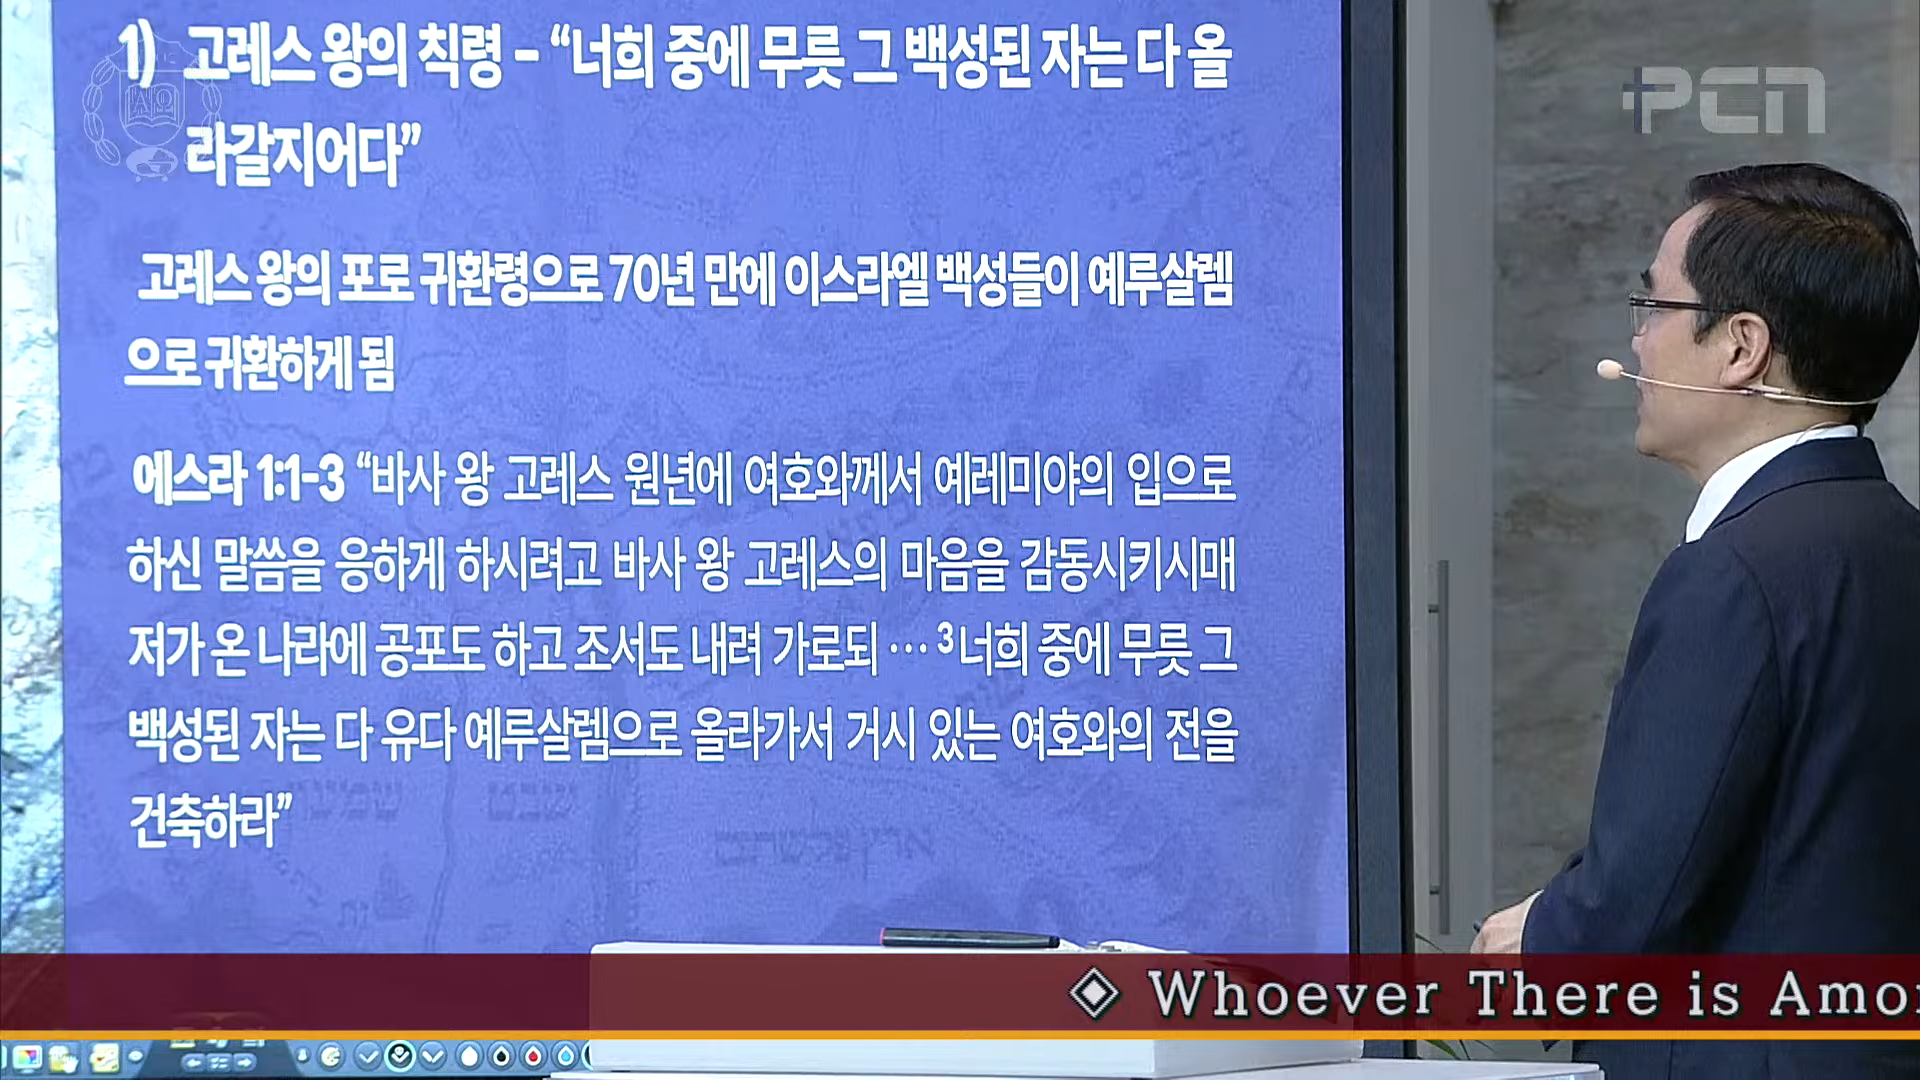 1) 고레스 왕의 칙령 – “너희 중에 무릇 그 백성된 자는 다 올
라갈지어다”
PCN
고레스 왕의 포로 귀환령으로 70년 만에 이스라엘 백성들이 예루살렘
으로 귀환하게 됨
에스라 1:1-3 “바사 왕 고레스 원년에 여호와께서 예레미야의 입으로
하신 말씀을 응하게 하시려고 바사 왕 고레스의 마음을 감동시키시매
저가 온 나라에 공포도 하고 조서도 내려 가로되 … ³ 너희 중에 무릇 그
백성된 자는 다 유다 예루살렘으로 올라가서 거시 있는 여호와의 전을
건축하라”
Whoever There is